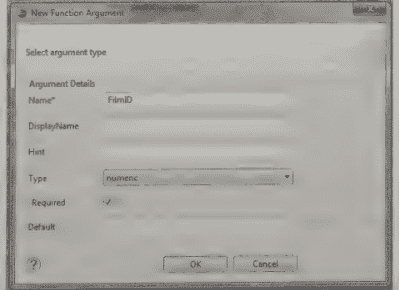 New Function Argument
Select argument type
Argument Details
Name* FilmID
DisplayName
Hint
Type numeric
Required
Default
? OK Cancel